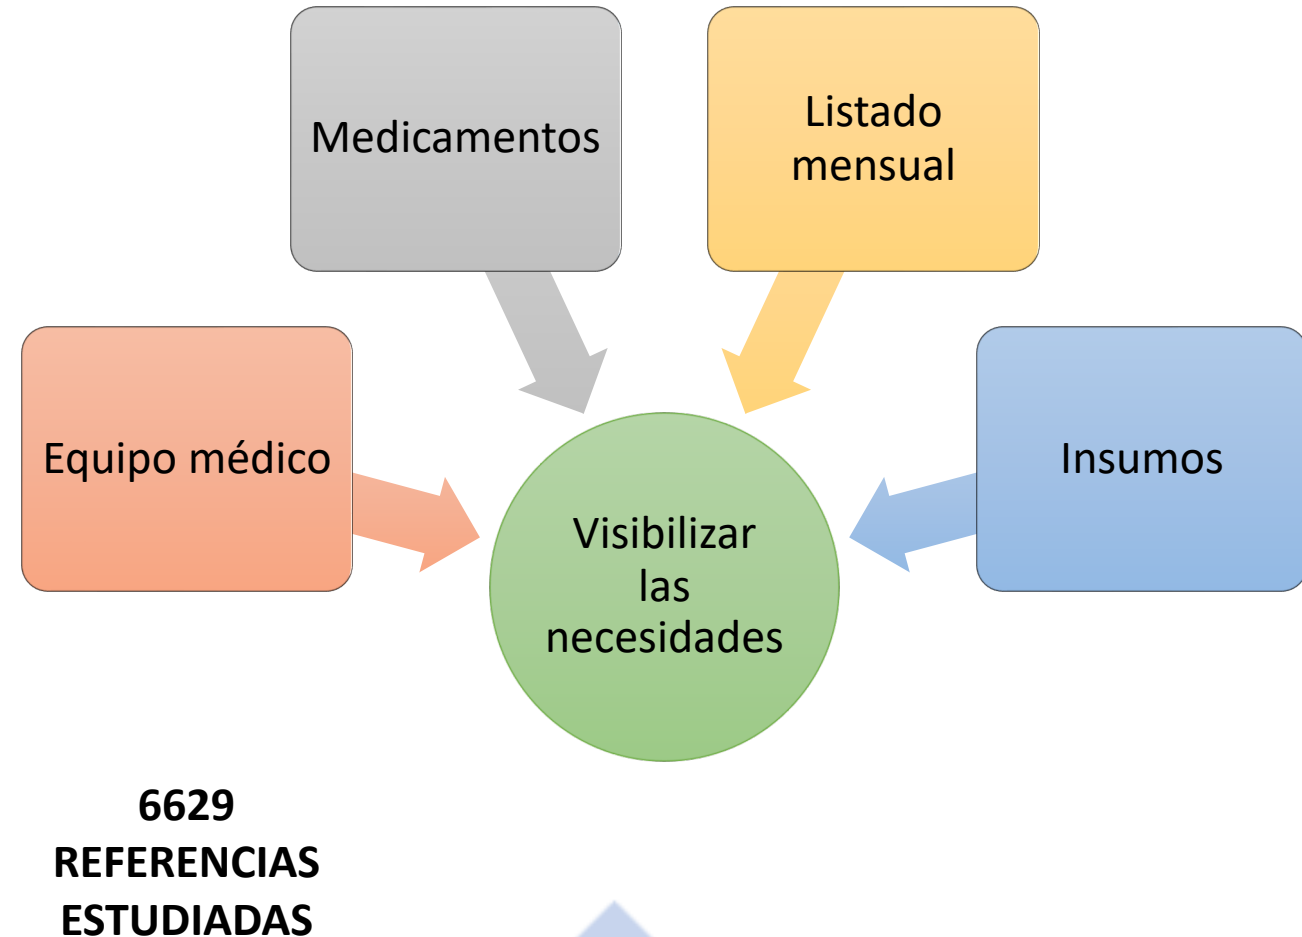 Medicamentos
Listado
mensual
Equipo médico
Insumos
Visibilizar
las
necesidades
6629
REFERENCIAS
ESTUDIADAS